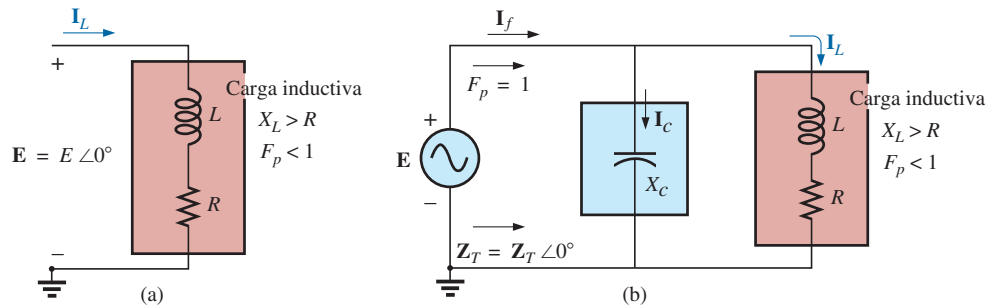 I_L
+
Carga inductiva
L
X_L > R
F_p < 1
E = E ∠0°
R
–
(a)
I_f
F_p = 1
I_L
+
E
–
I_c
X_C
Carga inductiva
L
X_L > R
F_p < 1
R
Z_T = Z_T ∠0°
(b)